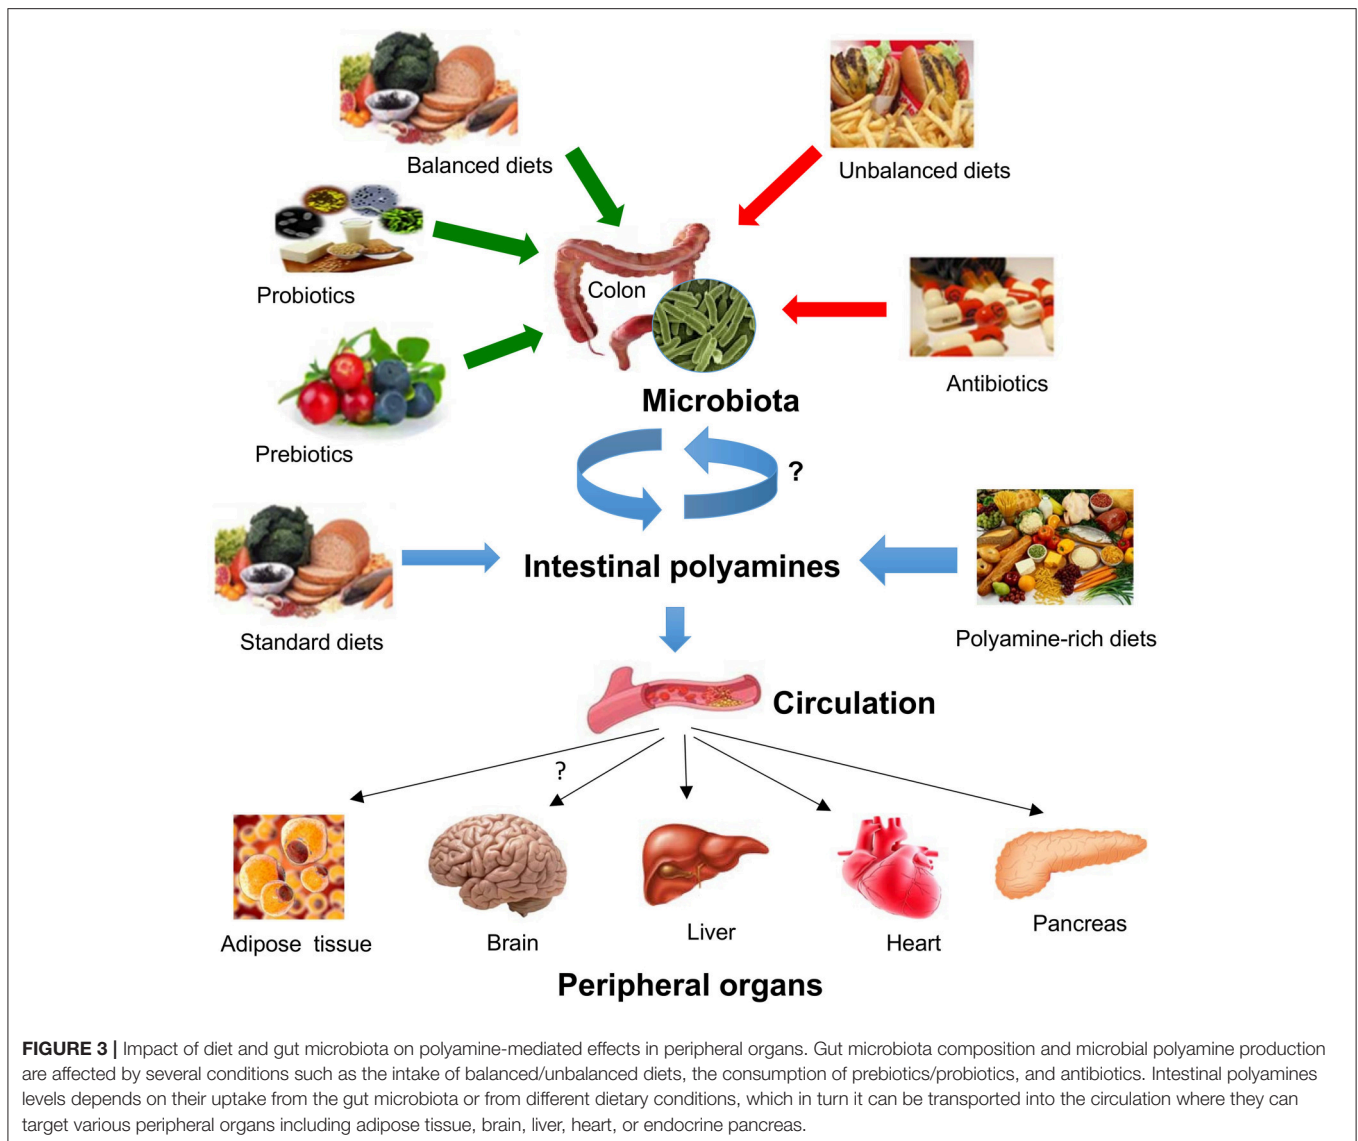 Balanced diets
Unbalanced diets
Probiotics
Colon
Antibiotics
Microbiota
Prebiotics
?
Intestinal polyamines
Standard diets
Polyamine-rich diets
Circulation
?
Adipose tissue
Brain
Liver
Heart
Pancreas
Peripheral organs
FIGURE 3 | Impact of diet and gut microbiota on polyamine-mediated effects in peripheral organs. Gut microbiota composition and microbial polyamine production
are affected by several conditions such as the intake of balanced/unbalanced diets, the consumption of prebiotics/probiotics, and antibiotics. Intestinal polyamines
levels depends on their uptake from the gut microbiota or from different dietary conditions, which in turn it can be transported into the circulation where they can
target various peripheral organs including adipose tissue, brain, liver, heart, or endocrine pancreas.